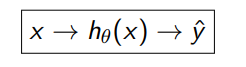 x → hθ(x) → ŷ